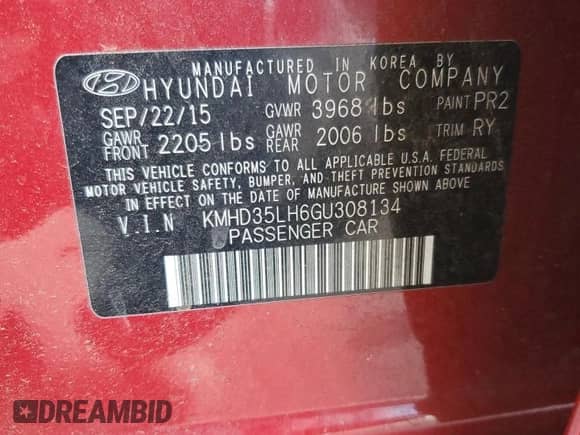 MANUFACTURED IN KOREA BY
HYUNDAI MOTOR COMPANY
SEP/22/15 GVWR 3968 lbs PAINT PR2
GAWR FRONT 2205 lbs GAWR REAR 2006 lbs TRIM RY
THIS VEHICLE CONFORMS TO ALL APPLICABLE U.S.A. FEDERAL
MOTOR VEHICLE SAFETY, BUMPER, AND THEFT PREVENTION STANDARDS
IN EFFECT ON THE DATE OF MANUFACTURE SHOWN ABOVE
V.I.N KMHD35LH6GU308134
PASSENGER CAR
DREAMBID